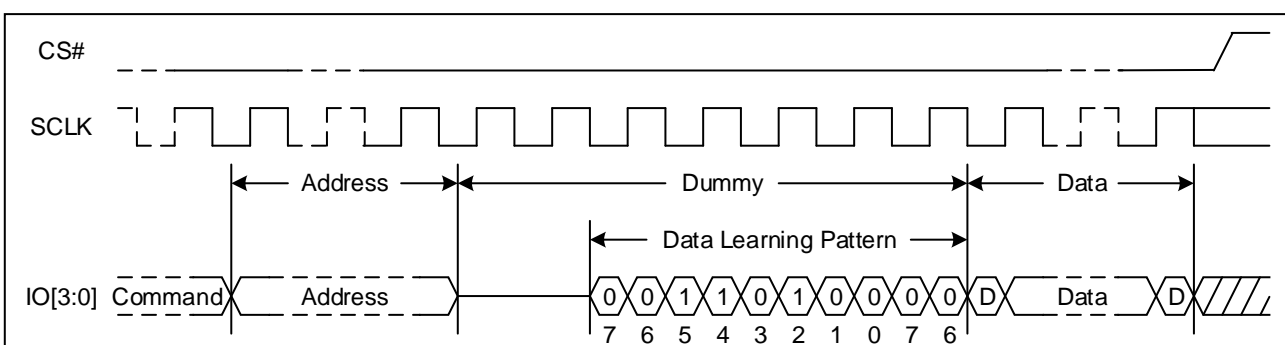 CS#
SCLK
Address Dummy Data
Data Learning Pattern
IO[3:0] Command Address 0 0 1 1 0 1 0 0 0 0 D Data D
7 6 5 4 3 2 1 0 7 6